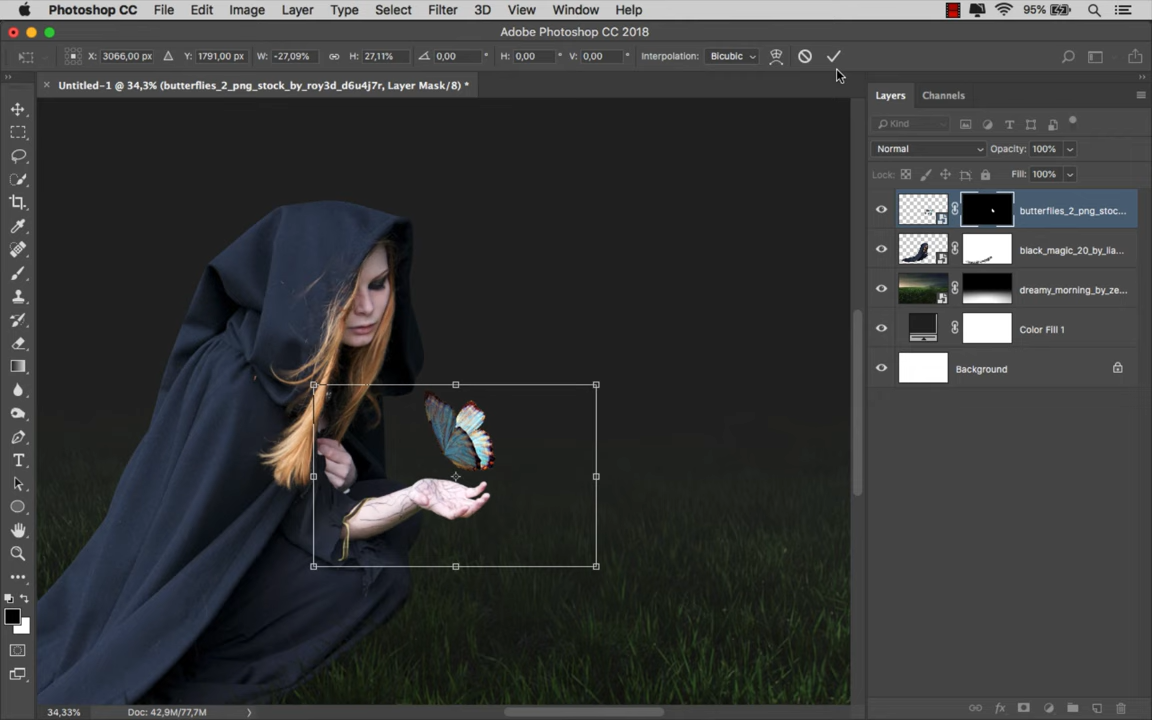 Photoshop CC File Edit Image Layer Type Select Filter 3D View Window Help 95%
Adobe Photoshop CC 2018
X: 3066,00 px Y: 1791,00 px W: -27,09% H: 27,11% 0,00 ° H: 0,00 ° V: 0,00 ° Interpolation: Bicubic
Untitled-1 @ 34,3% (butterflies_2_png_stock_by_roy3d_d6u4j7r, Layer Mask/8) *
Layers Channels
Kind
Normal Opacity: 100%
Lock: Fill: 100%
butterflies_2_png_stoc...
black_magic_20_by_lia...
dreamy_morning_by_ze...
Color Fill 1
Background
34,33% Doc: 42,9M/77,7M